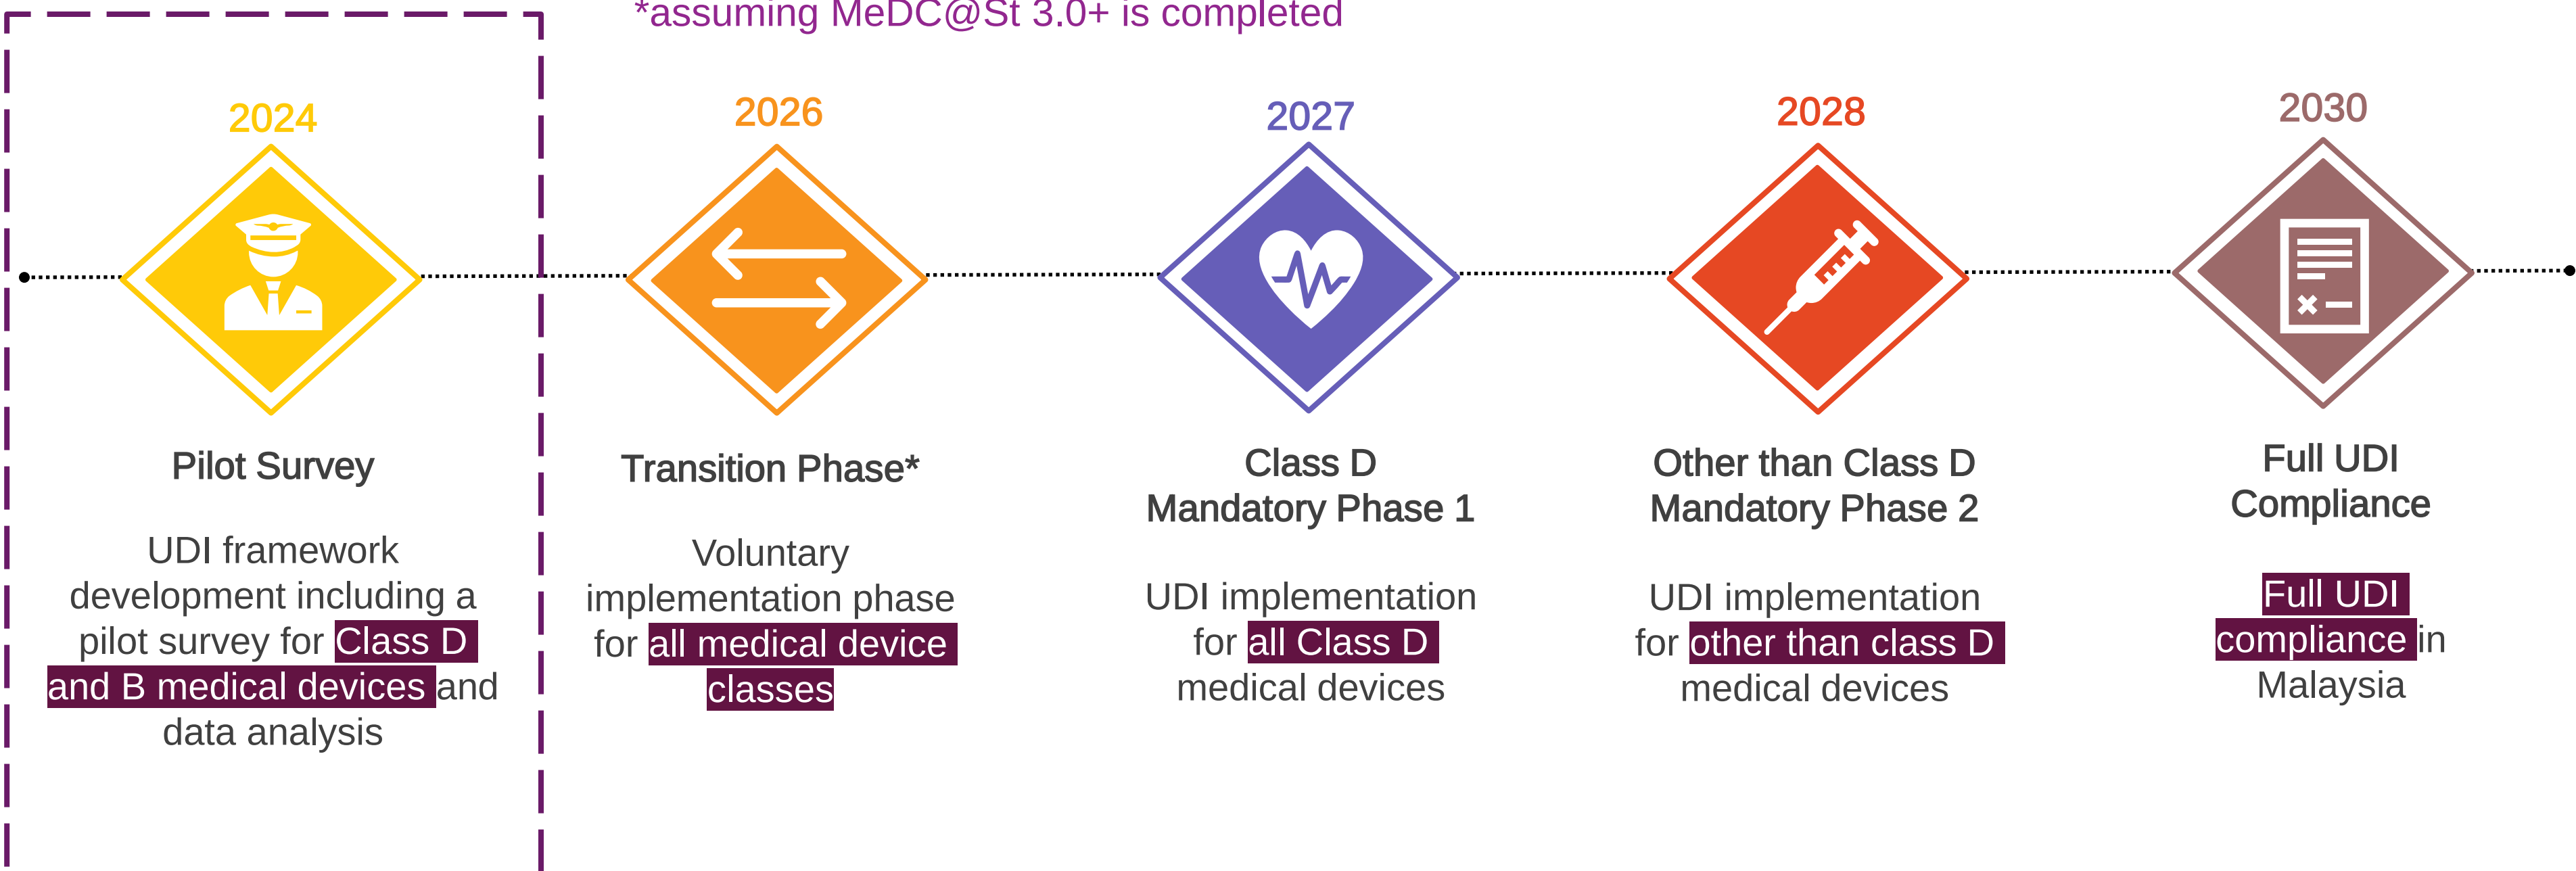 *assuming MeDC@St 3.0+ is completed
2024
Pilot Survey
UDI framework
development including a
pilot survey for Class D
and B medical devices and
data analysis
2026
Transition Phase*
Voluntary
implementation phase
for all medical device
classes
2027
Class D
Mandatory Phase 1
UDI implementation
for all Class D
medical devices
2028
Other than Class D
Mandatory Phase 2
UDI implementation
for other than class D
medical devices
2030
Full UDI
Compliance
Full UDI
compliance in
Malaysia